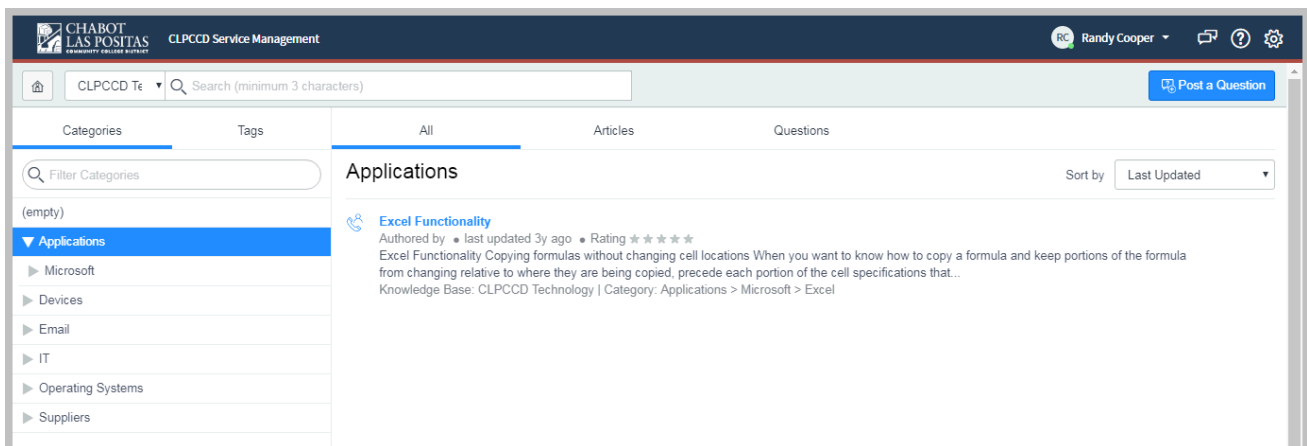 CHABOT
LAS POSITAS
COMMUNITY COLLEGE DISTRICT
CLPCCD Service Management
RC Randy Cooper
CLPCCD Te
Search (minimum 3 characters)
Post a Question
Categories Tags All Articles Questions
Filter Categories
Applications
Sort by Last Updated
(empty)
Applications
Microsoft
Devices
Email
IT
Operating Systems
Suppliers
Excel Functionality
Authored by • last updated 3y ago • Rating ★★★★★
Excel Functionality Copying formulas without changing cell locations When you want to know how to copy a formula and keep portions of the formula
from changing relative to where they are being copied, precede each portion of the cell specifications that...
Knowledge Base: CLPCCD Technology | Category: Applications > Microsoft > Excel